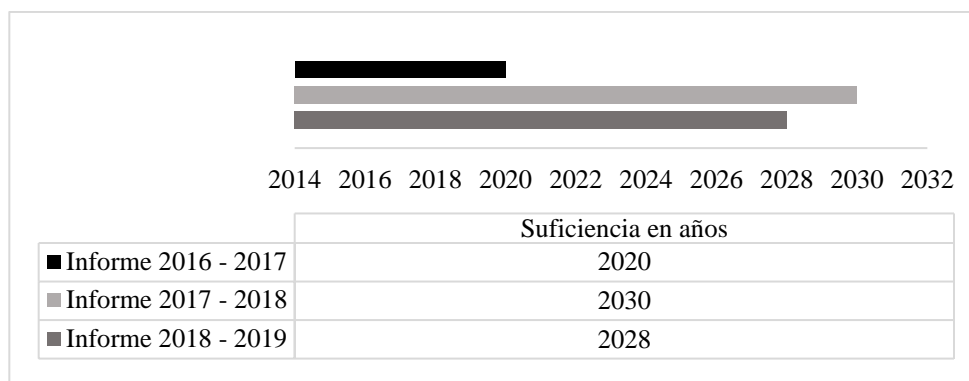 2014 2016 2018 2020 2022 2024 2026 2028 2030 2032
Suficiencia en años
Informe 2016 - 2017 2020
Informe 2017 - 2018 2030
Informe 2018 - 2019 2028